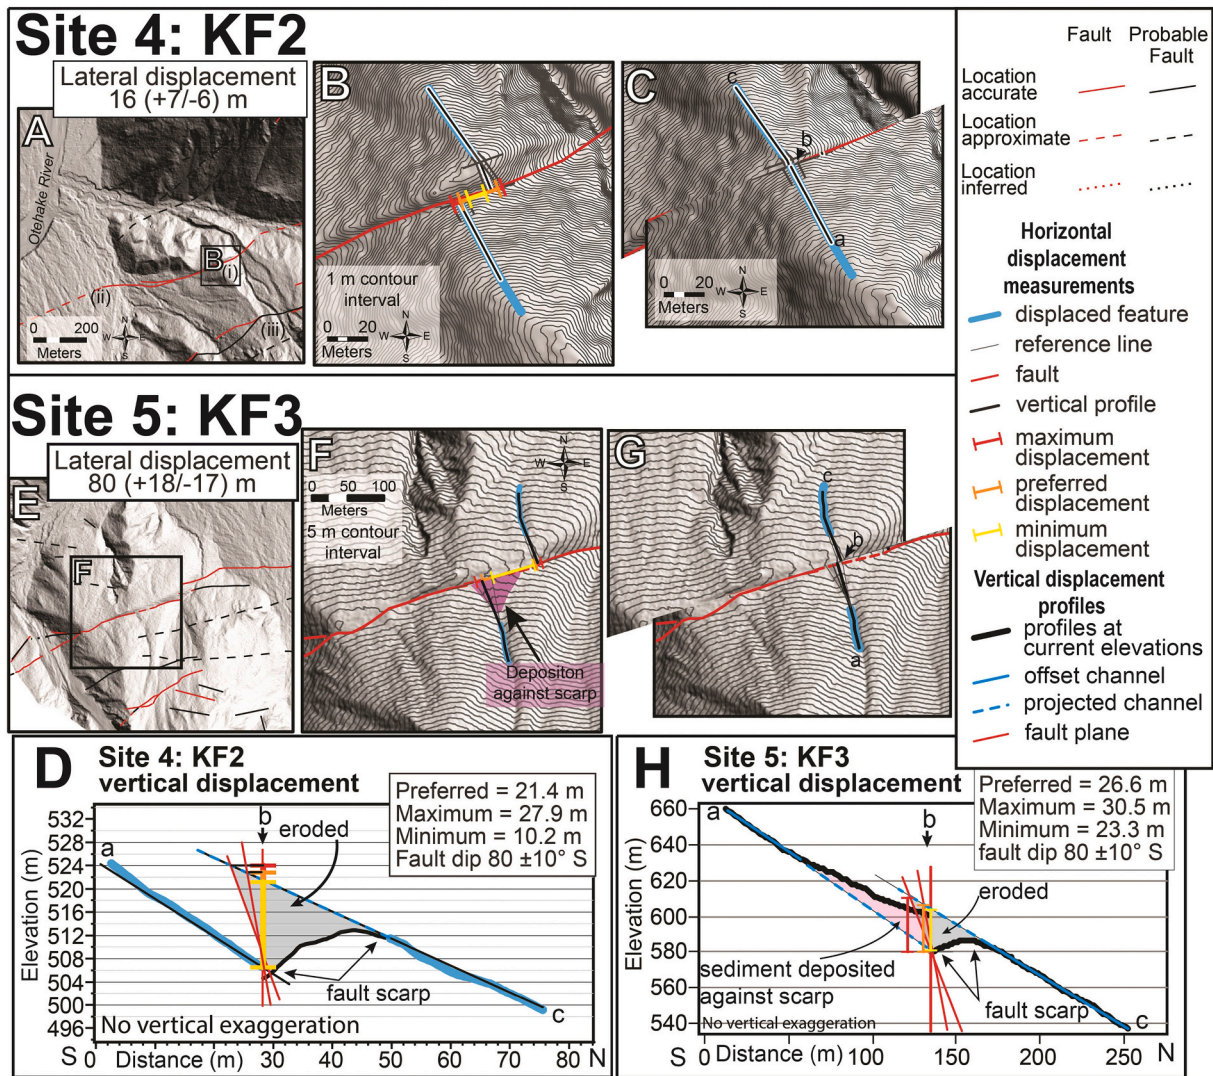 Site 4: KF2
Lateral displacement
16 (+7/-6) m
A
Otehake River
B
(i)
(ii)
(iii)
0 200
Meters
N
W E
S
B
1 m contour
interval
0 20
Meters
N
W E
S
C
c
b
a
0 20
Meters
N
W E
S
Site 5: KF3
Lateral displacement
80 (+18/-17) m
E
F
F
0 50 100
Meters
5 m contour
interval
N
W E
S
Depositon
against scarp
G
c
b
a
Fault
Probable
Fault
Location
accurate
Location
approximate
Location
inferred
Horizontal
displacement
measurements
displaced feature
reference line
fault
vertical profile
maximum
displacement
preferred
displacement
minimum
displacement
Vertical displacement
profiles
profiles at
current elevations
offset channel
projected channel
fault plane
D
Site 4: KF2
vertical displacement
Preferred = 21.4 m
Maximum = 27.9 m
Minimum = 10.2 m
Fault dip 80 ±10° S
Elevation (m)
532
528
524
520
516
512
508
504
500
496
a
b
eroded
fault scarp
c
No vertical exaggeration
S
0
Distance (m)
30 40 50 60 70 80
N
H
Site 5: KF3
vertical displacement
Preferred = 26.6 m
Maximum = 30.5 m
Minimum = 23.3 m
fault dip 80 ±10° S
Elevation (m)
660
640
620
600
580
560
540
a
b
eroded
sediment deposited
against scarp
fault scarp
c
No vertical exaggeration
S
0
Distance (m)
100 150 200 250
N